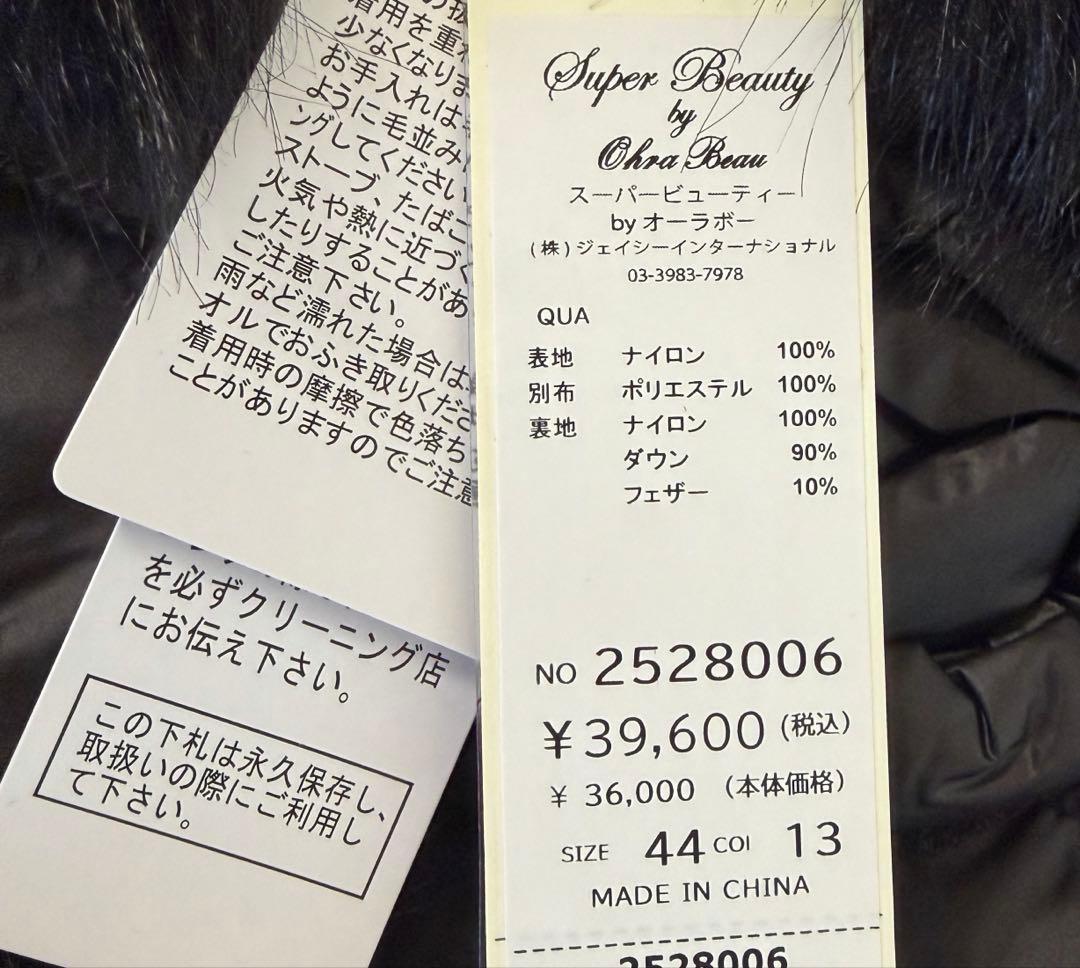 着用を重ね
少なくなりま
お手入れは
ように毛並み
ングしてください
ストーブ、たばこ
火気や熱に近づく
したりすることがあ
ご注意下さい。
雨など濡れた場合は
オルでおふき取りくださ
着用時の摩擦で色落ち
ことがありますのでご注意
を必ずクリーニング店
にお伝え下さい。
この下札は永久保存し、
取扱いの際にご利用し
て下さい。
Super Beauty
by
Ohra Beau
スーパービューティー
by オーラボー
(株)ジェイシーインターナショナル
03-3983-7978
QUA
表地 ナイロン 100%
別布 ポリエステル 100%
裏地 ナイロン 100%
ダウン 90%
フェザー 10%
NO 2528006
¥39,600 (税込)
¥ 36,000 (本体価格)
SIZE 44 COl 13
MADE IN CHINA
2528006